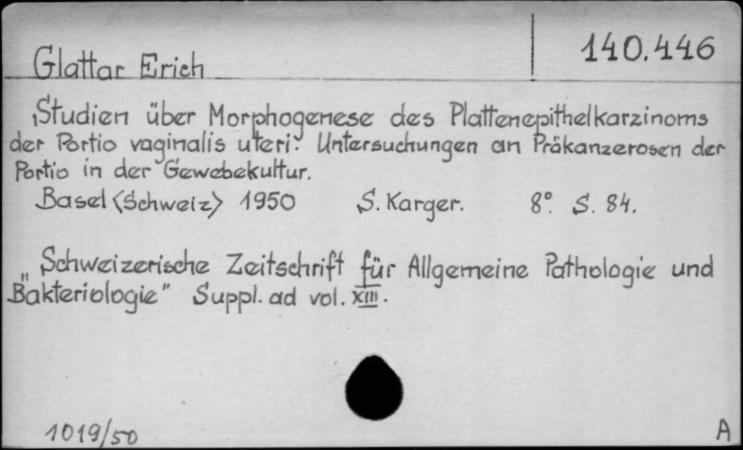 140.446
Glattar Erich
Studien über Morphogenese des Plattenepithelkarzinoms
der Portio vaginalis uteri: Untersuchungen an Präkanzerosen der
Portio in der Gewebekultur.
Basel <Schweiz> 1950 S. Karger. 8° S. 84.
„Schweizerische Zeitschrift für Allgemeine Pathologie und
Bakteriologie" Suppl. ad vol. XIII.
1019/50 A